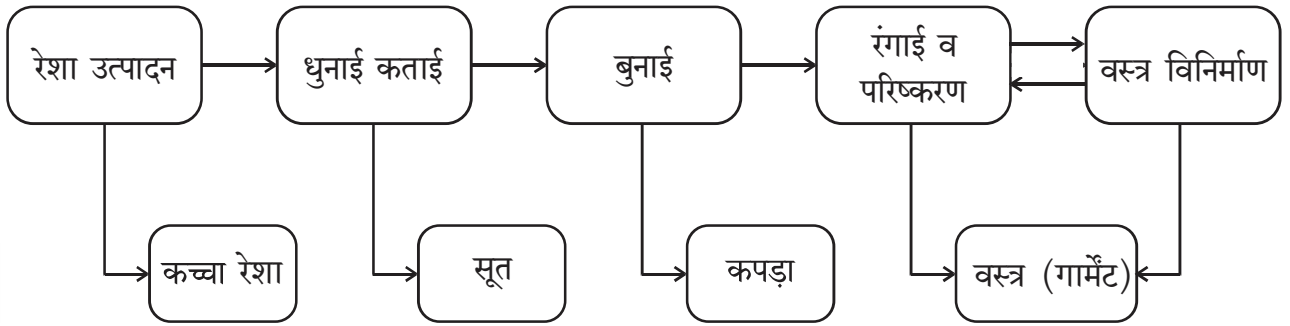 रेशा उत्पादन
धुनाई कताई
बुनाई
रंगाई व
परिष्करण
वस्त्र विनिर्माण
कच्चा रेशा
सूत
कपड़ा
वस्त्र (गार्मेंट)